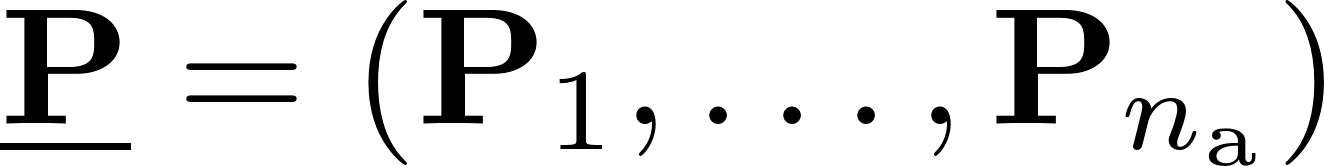 $\underline{\mathbf{P}} = (\mathbf{P}_1, \ldots, \mathbf{P}_{n_{\mathrm{a}}})$